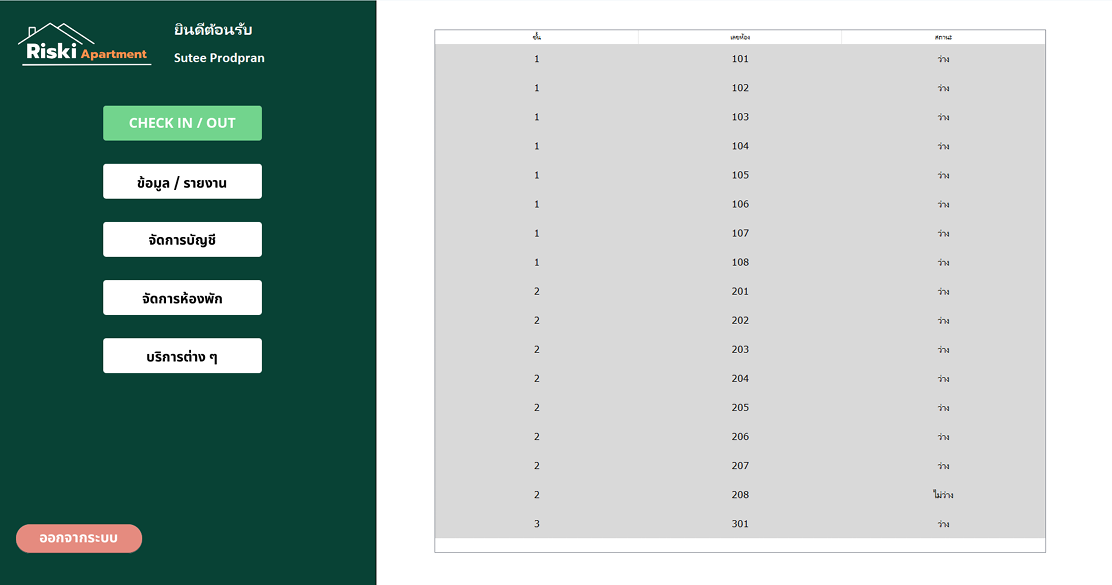 Riski Apartment
ยินดีต้อนรับ
Sutee Prodpran
CHECK IN / OUT
ข้อมูล / รายงาน
จัดการบัญชี
จัดการห้องพัก
บริการต่าง ๆ
ออกจากระบบ
ชั้น เลขห้อง สถานะ
1 101 ว่าง
1 102 ว่าง
1 103 ว่าง
1 104 ว่าง
1 105 ว่าง
1 106 ว่าง
1 107 ว่าง
1 108 ว่าง
2 201 ว่าง
2 202 ว่าง
2 203 ว่าง
2 204 ว่าง
2 205 ว่าง
2 206 ว่าง
2 207 ว่าง
2 208 ไม่ว่าง
3 301 ว่าง